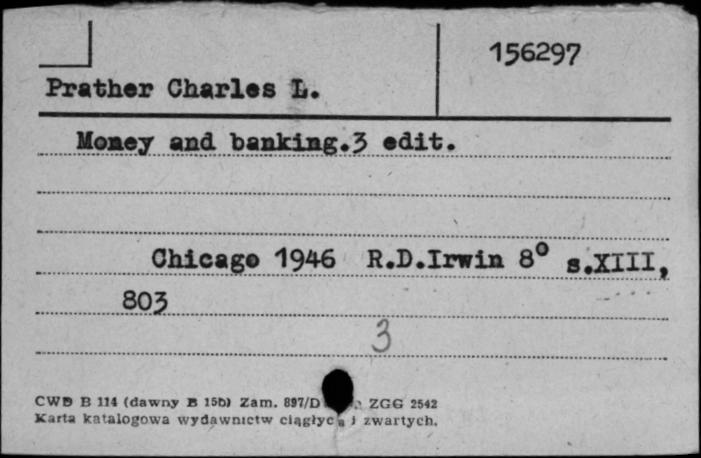 156297
Prather Charles L.
Money and banking.3 edit.
Chicago 1946 R.D.Irwin 8° s.XIII,
803
3
CWD B 114 (dawny B 15b) Zam. 897/D ZGG 2542
Karta katalogowa wydawnictw ciągłych i zwartych.